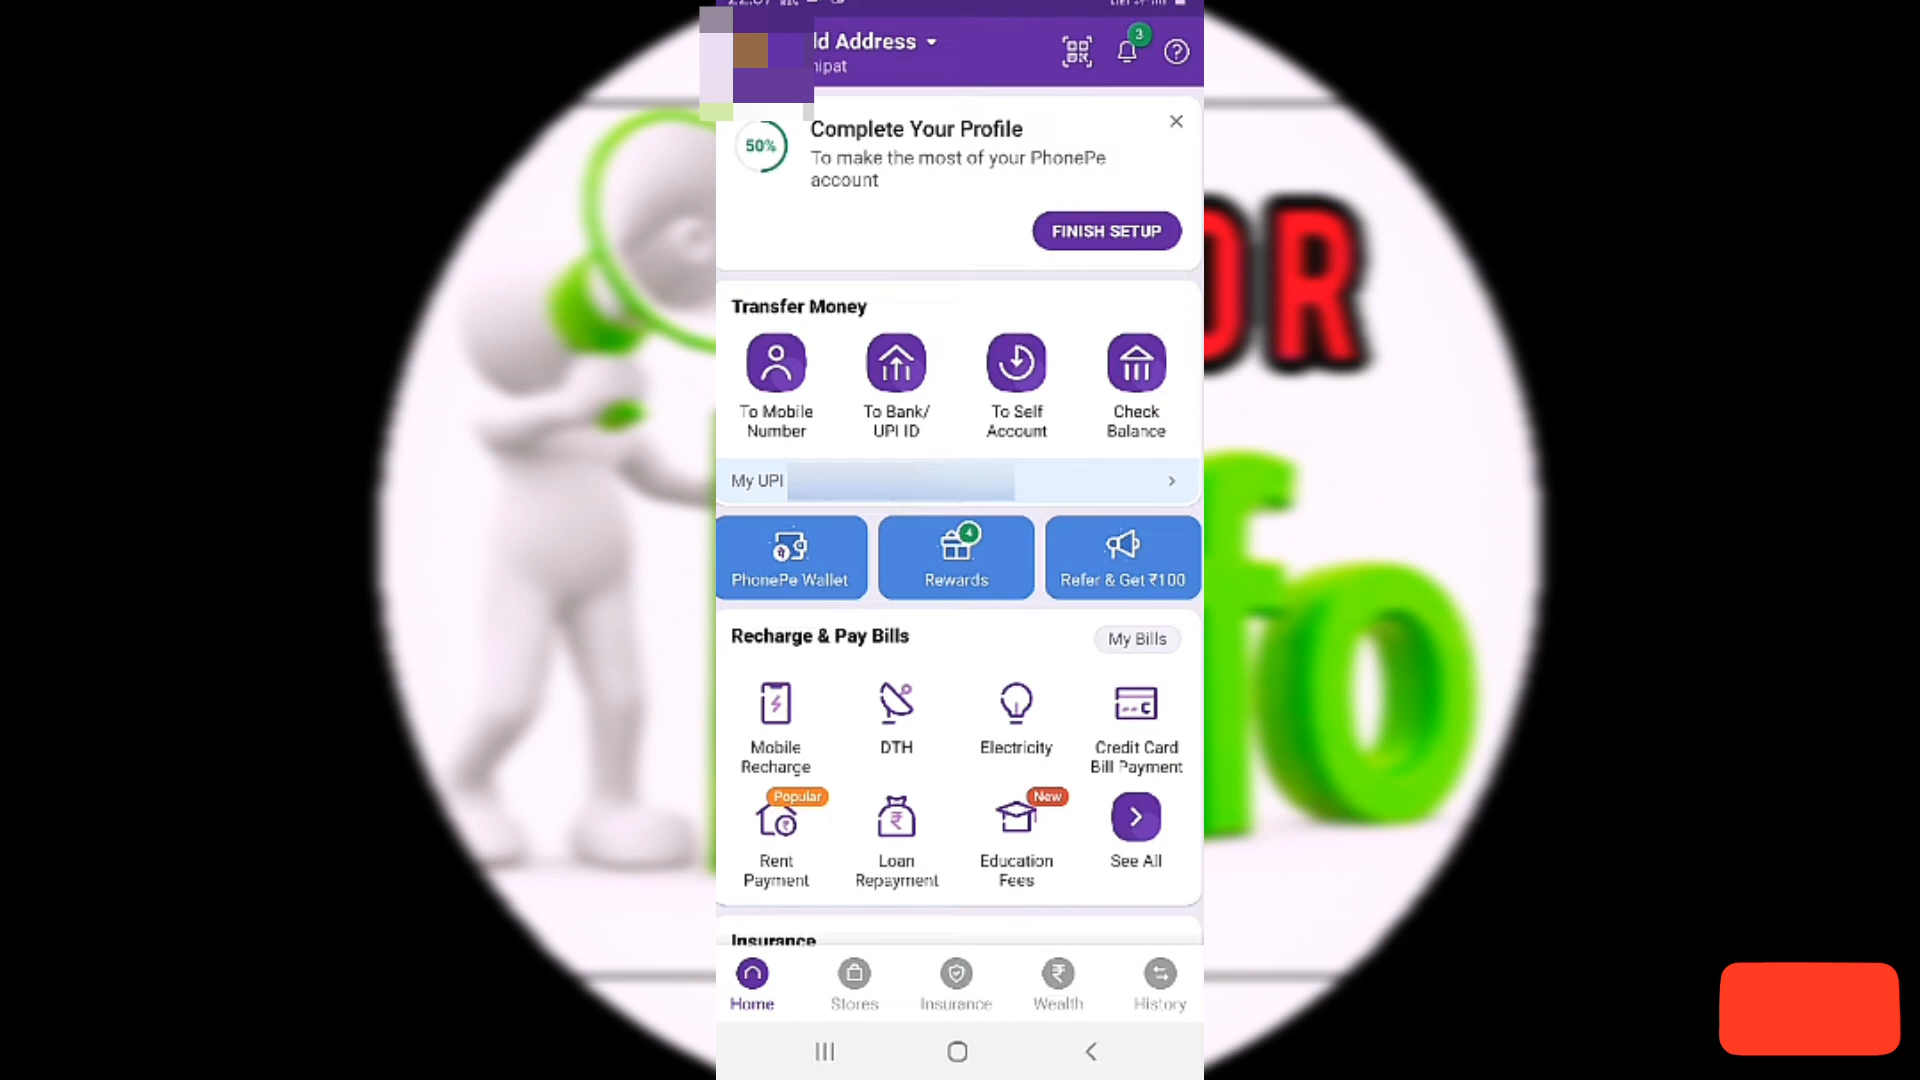 ld Address
nipat
3
50%
Complete Your Profile
To make the most of your PhonePe
account
FINISH SETUP
Transfer Money
To Mobile
Number
To Bank/
UPI ID
To Self
Account
Check
Balance
My UPI
PhonePe Wallet
4
Rewards
Refer & Get ₹100
Recharge & Pay Bills
My Bills
Mobile
Recharge
DTH
Electricity
Credit Card
Bill Payment
Popular
Rent
Payment
Loan
Repayment
New
Education
Fees
See All
Insurance
Home
Stores
Insurance
Wealth
History
OR
fo